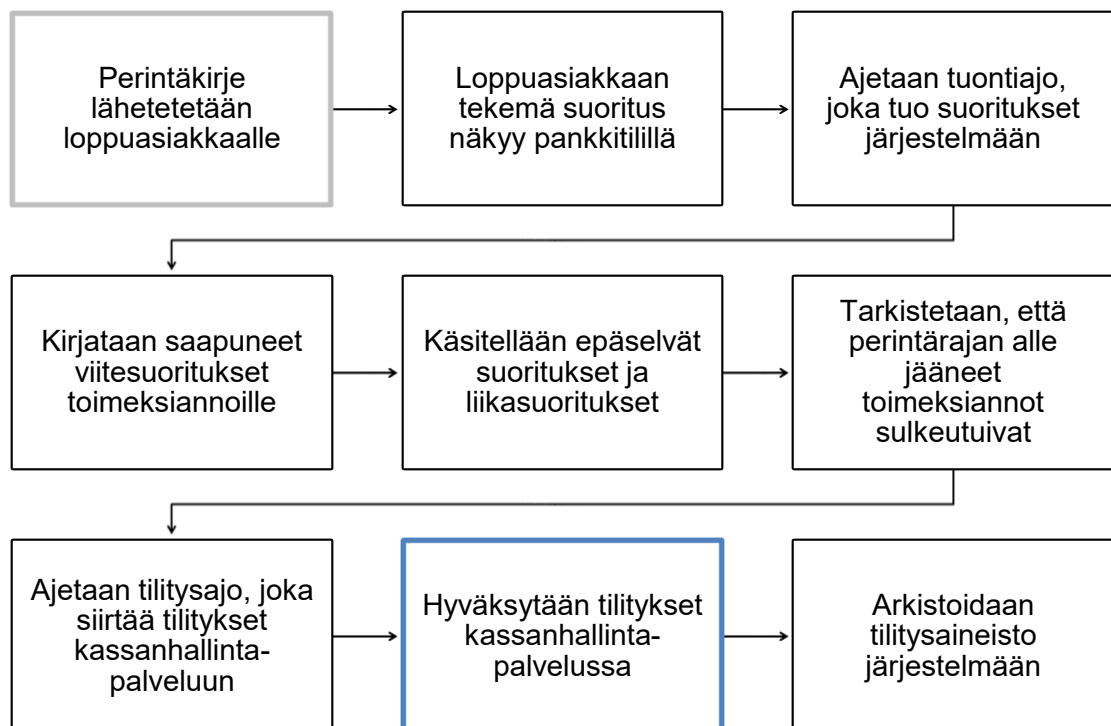 Perintäkirje
lähetetetään
loppuasiakkaalle
Loppuasiakkaan
tekemä suoritus
näkyy pankkitilillä
Ajetaan tuontiajo,
joka tuo suoritukset
järjestelmään
Kirjataan saapuneet
viitesuoritukset
toimeksiannoille
Käsitellään epäselvät
suoritukset ja
liikasuoritukset
Tarkistetaan, että
perintärajan alle
jääneet
toimeksiannot
sulkeutuivat
Ajetaan tilitysajo, joka
siirtää tilitykset
kassanhallinta-
palveluun
Hyväksytään tilitykset
kassanhallinta-
palvelussa
Arkistoidaan
tilitysaineisto
järjestelmään